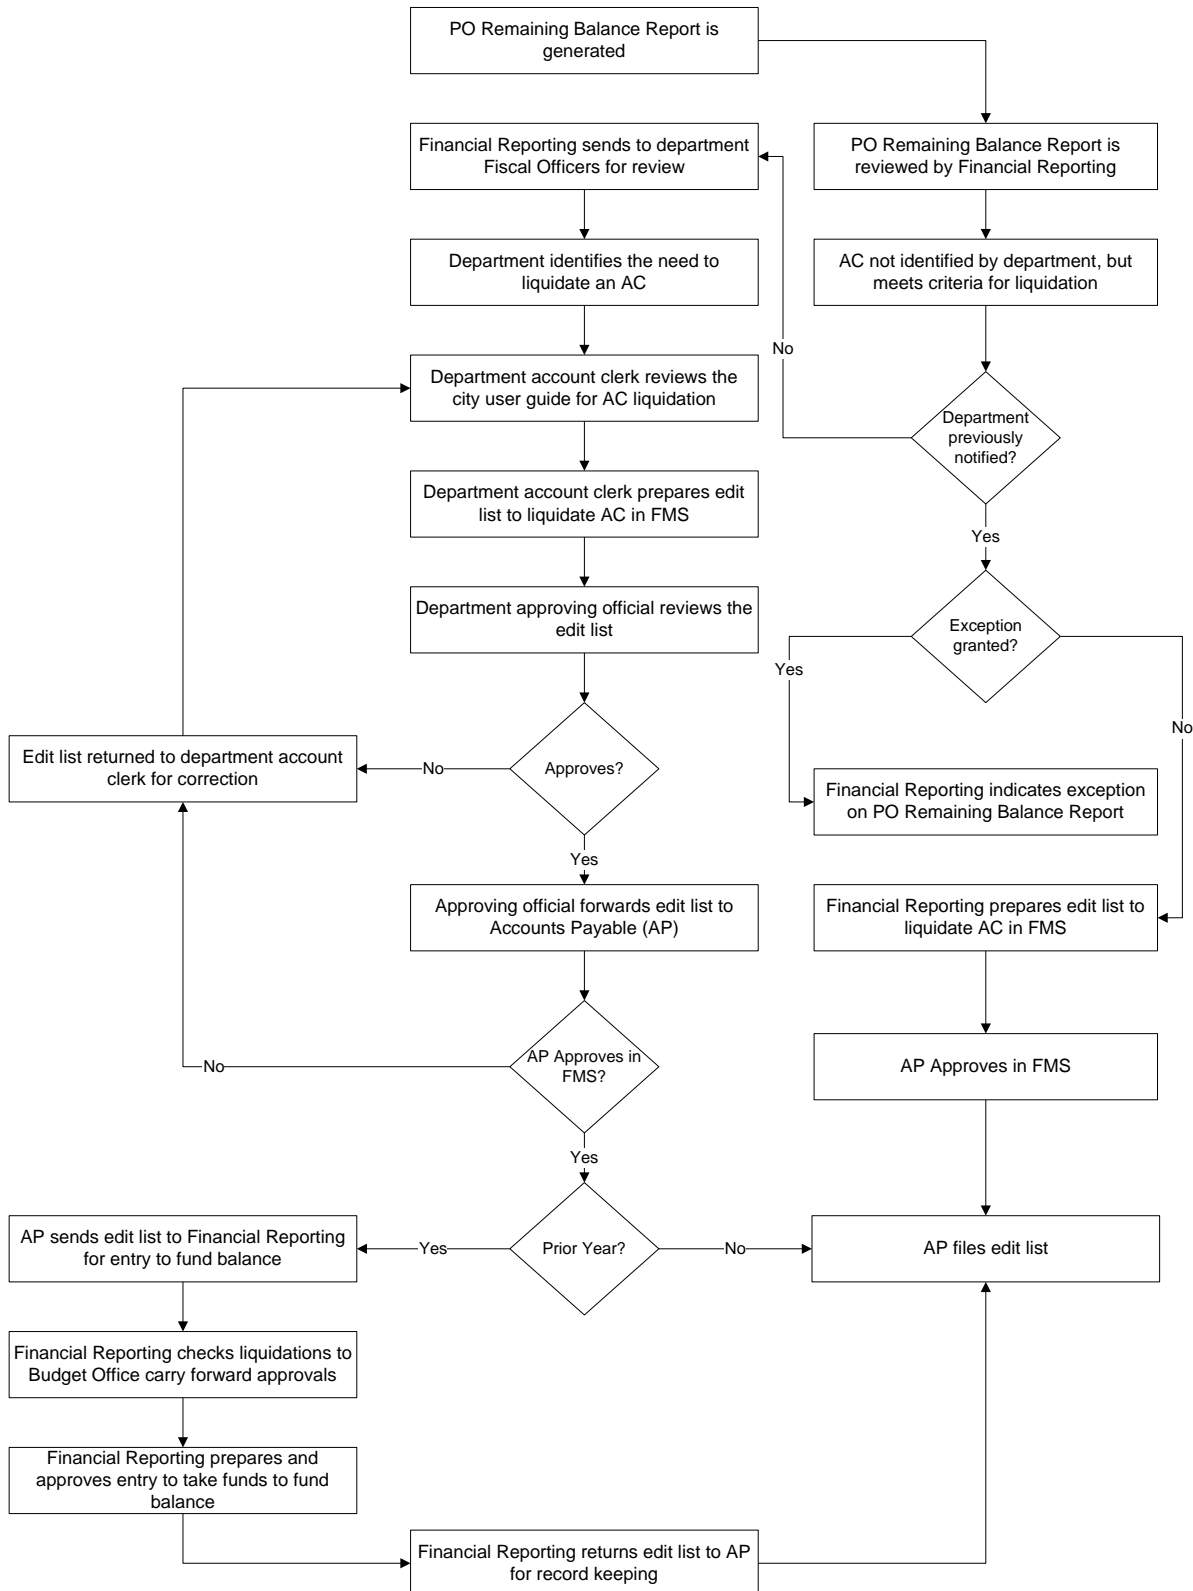 PO Remaining Balance Report is
generated
Financial Reporting sends to department
Fiscal Officers for review
PO Remaining Balance Report is
reviewed by Financial Reporting
Department identifies the need to
liquidate an AC
AC not identified by department, but
meets criteria for liquidation
No
Department account clerk reviews the
city user guide for AC liquidation
Department
previously
notified?
Department account clerk prepares edit
list to liquidate AC in FMS
Yes
Department approving official reviews the
edit list
Exception
granted?
Yes
No
Edit list returned to department account
clerk for correction
No
Approves?
Financial Reporting indicates exception
on PO Remaining Balance Report
Yes
Approving official forwards edit list to
Accounts Payable (AP)
Financial Reporting prepares edit list to
liquidate AC in FMS
No
AP Approves in
FMS?
AP Approves in FMS
Yes
AP sends edit list to Financial Reporting
for entry to fund balance
Yes
Prior Year?
No
AP files edit list
Financial Reporting checks liquidations to
Budget Office carry forward approvals
Financial Reporting prepares and
approves entry to take funds to fund
balance
Financial Reporting returns edit list to AP
for record keeping